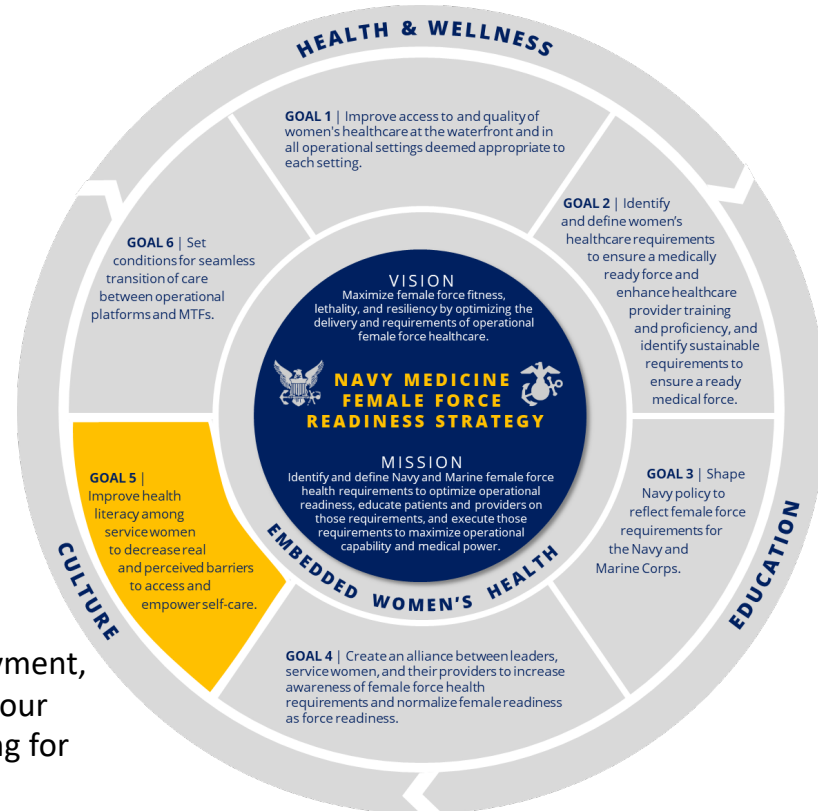 HEALTH & WELLNESS
GOAL 1 | Improve access to and quality of
women's healthcare at the waterfront and in
all operational settings deemed appropriate to
each setting.
GOAL 2 | Identify
and define women’s
healthcare requirements
to ensure a medically
ready force and
enhance healthcare
provider training
and proficiency, and
identify sustainable
requirements to
ensure a ready
medical force.
GOAL 6 | Set
conditions for seamless
transition of care
between operational
platforms and MTFs.
VISION
Maximize female force fitness,
lethality, and resiliency by optimizing the
delivery and requirements of operational
female force healthcare.
NAVY MEDICINE
FEMALE FORCE
READINESS STRATEGY
MISSION
Identify and define Navy and Marine female force
health requirements to optimize operational
readiness, educate patients and providers on
those requirements, and execute those
requirements to maximize operational
capability and medical power.
EMBEDDED WOMEN'S HEALTH
GOAL 3 | Shape
Navy policy to
reflect female force
requirements for
the Navy and
Marine Corps.
EDUCATION
GOAL 5 |
Improve health
literacy among
servicewomen
to decrease real
and perceived barriers
to access and
empower self-care.
CULTURE
GOAL 4 | Create an alliance between leaders,
service women, and their providers to increase
awareness of female force health
requirements and normalize female readiness
as force readiness.
yment,
our
g for